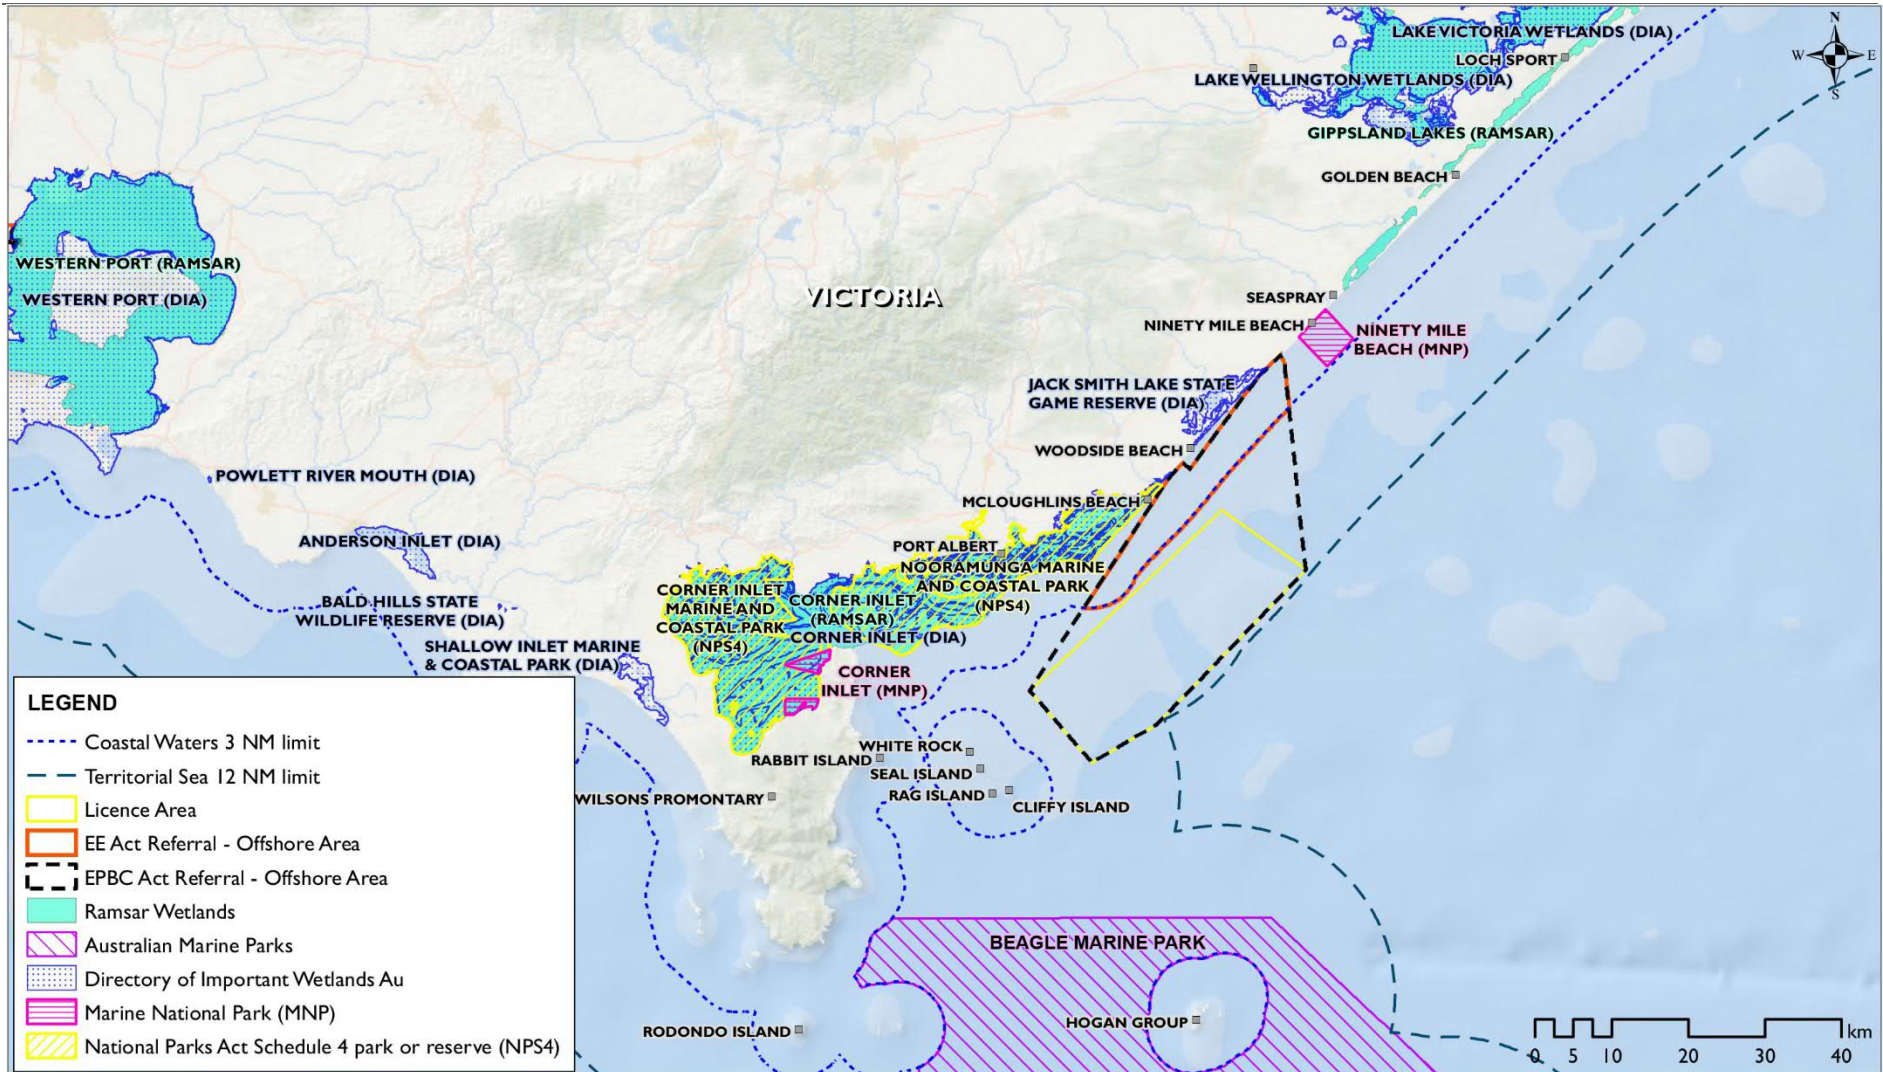 LAKE VICTORIA WETLANDS (DIA)
LOCH SPORT
LAKE WELLINGTON WETLANDS (DIA)
GIPPSLAND LAKES (RAMSAR)
GOLDEN BEACH
N
W
E
S
WESTERN PORT (RAMSAR)
WESTERN PORT (DIA)
VICTORIA
SEASPRAY
NINETY MILE BEACH
NINETY MILE
BEACH (MNP)
JACK SMITH LAKE STATE
GAME RESERVE (DIA)
WOODSIDE BEACH
POWLETT RIVER MOUTH (DIA)
MCLOUGHLINS BEACH
ANDERSON INLET (DIA)
PORT ALBERT
NOORAMUNGA MARINE
AND COASTAL PARK
(NPS4)
CORNER INLET
MARINE AND
COASTAL PARK
(NPS4)
CORNER INLET
(RAMSAR)
CORNER INLET (DIA)
BALD HILLS STATE
WILDLIFE RESERVE (DIA)
SHALLOW INLET MARINE
& COASTAL PARK (DIA)
CORNER
INLET (MNP)
WHITE ROCK
RABBIT ISLAND
SEAL ISLAND
RAG ISLAND
CLIFFY ISLAND
WILSONS PROMONTARY
BEAGLE MARINE PARK
RODONDO ISLAND
HOGAN GROUP
LEGEND
Coastal Waters 3 NM limit
Territorial Sea 12 NM limit
Licence Area
EE Act Referral - Offshore Area
EPBC Act Referral - Offshore Area
Ramsar Wetlands
Australian Marine Parks
Directory of Important Wetlands Au
Marine National Park (MNP)
National Parks Act Schedule 4 park or reserve (NPS4)
km
0 5 10 20 30 40